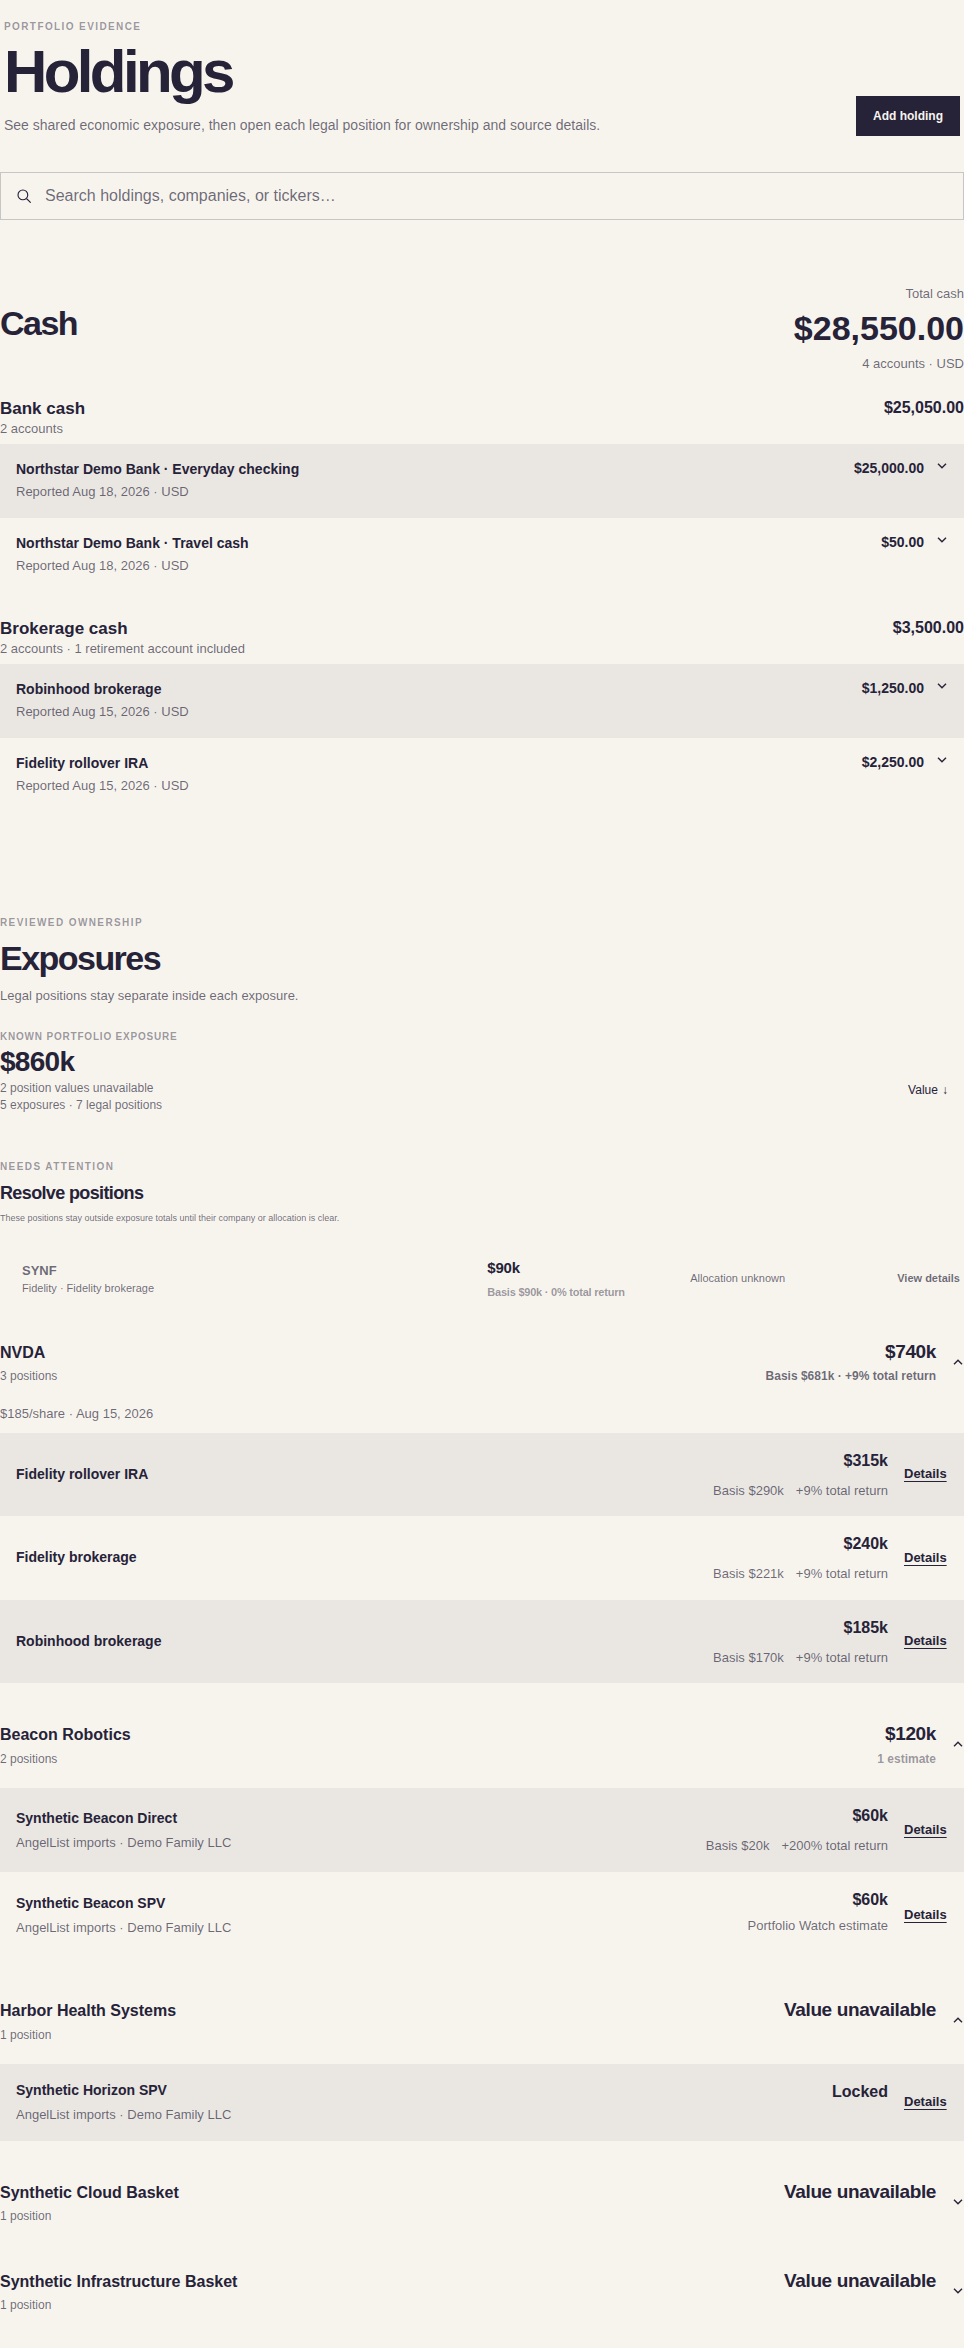 PORTFOLIO EVIDENCE
Holdings
See shared economic exposure, then open each legal position for ownership and source details.
Add holding
Search holdings, companies, or tickers…
Total cash
Cash
$28,550.00
4 accounts · USD
Bank cash
$25,050.00
2 accounts
Northstar Demo Bank · Everyday checking
$25,000.00
Reported Aug 18, 2026 · USD
Northstar Demo Bank · Travel cash
$50.00
Reported Aug 18, 2026 · USD
Brokerage cash
$3,500.00
2 accounts · 1 retirement account included
Robinhood brokerage
$1,250.00
Reported Aug 15, 2026 · USD
Fidelity rollover IRA
$2,250.00
Reported Aug 15, 2026 · USD
REVIEWED OWNERSHIP
Exposures
Legal positions stay separate inside each exposure.
KNOWN PORTFOLIO EXPOSURE
$860k
2 position values unavailable
5 exposures · 7 legal positions
Value ↓
NEEDS ATTENTION
Resolve positions
These positions stay outside exposure totals until their company or allocation is clear.
SYNF
Fidelity · Fidelity brokerage
$90k
Basis $90k · 0% total return
Allocation unknown
View details
NVDA
$740k
3 positions
Basis $681k · +9% total return
$185/share · Aug 15, 2026
Fidelity rollover IRA
$315k
Basis $290k +9% total return
Details
Fidelity brokerage
$240k
Basis $221k +9% total return
Details
Robinhood brokerage
$185k
Basis $170k +9% total return
Details
Beacon Robotics
$120k
2 positions
1 estimate
Synthetic Beacon Direct
AngelList imports · Demo Family LLC
$60k
Basis $20k +200% total return
Details
Synthetic Beacon SPV
AngelList imports · Demo Family LLC
$60k
Portfolio Watch estimate
Details
Harbor Health Systems
Value unavailable
1 position
Synthetic Horizon SPV
AngelList imports · Demo Family LLC
Locked
Details
Synthetic Cloud Basket
Value unavailable
1 position
Synthetic Infrastructure Basket
Value unavailable
1 position